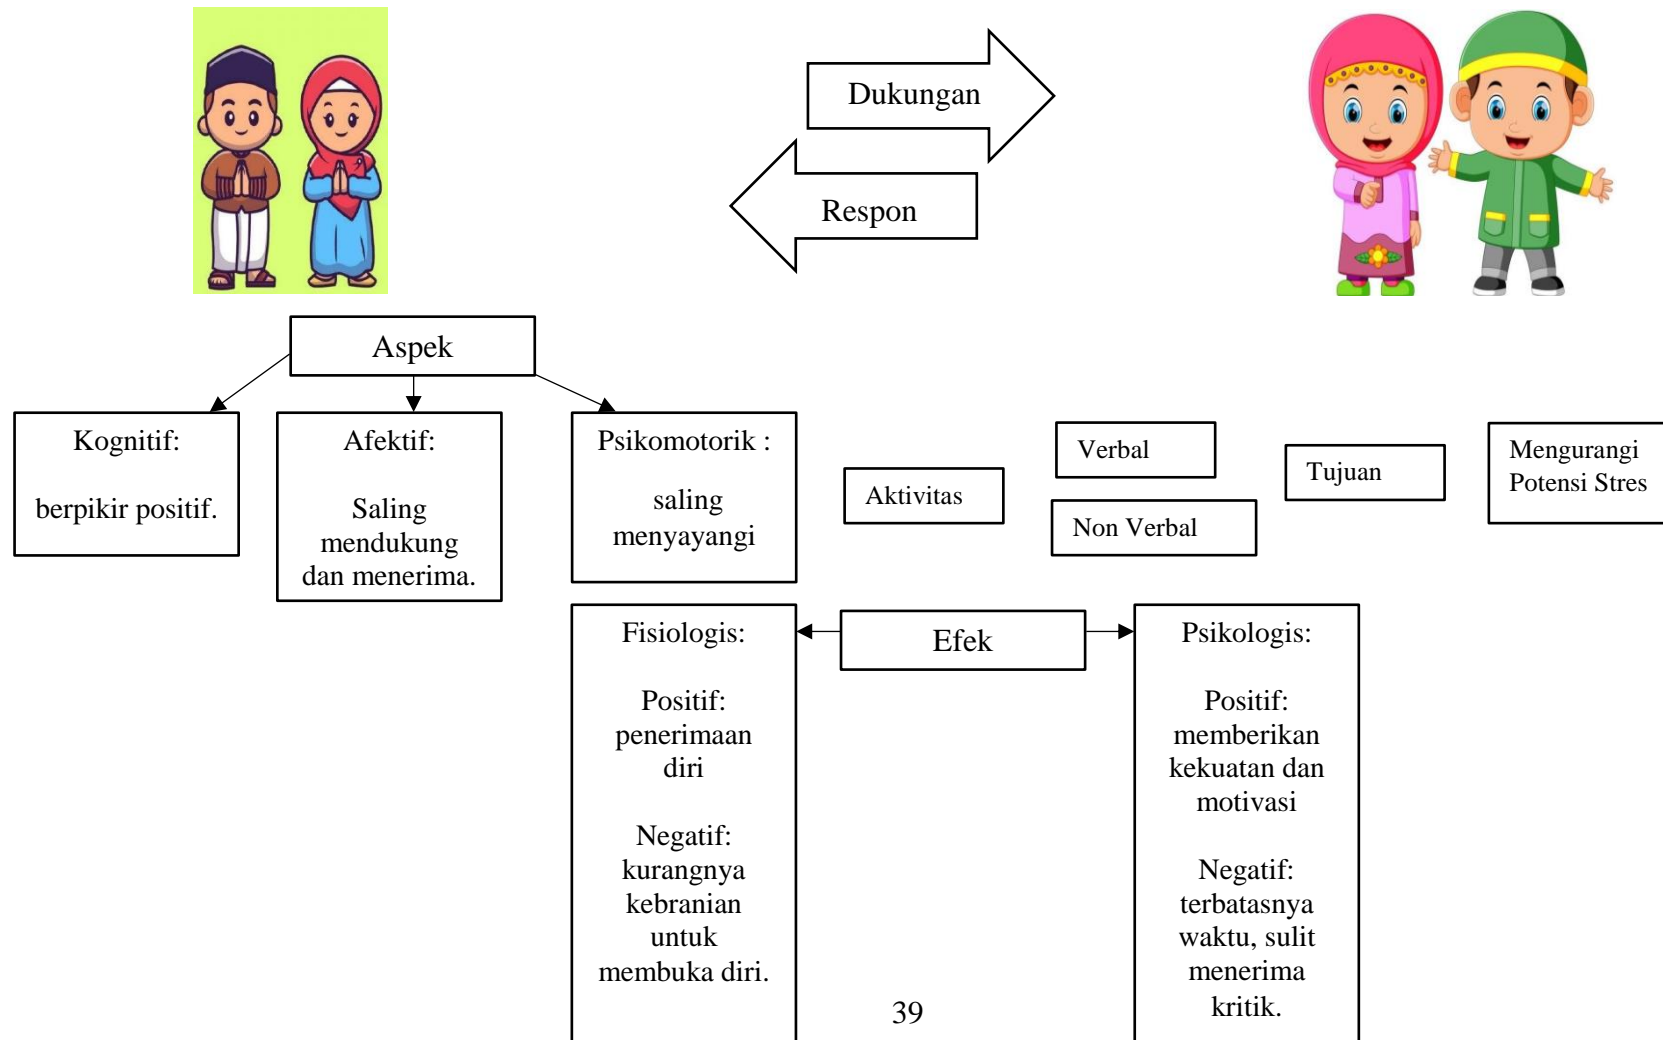 Dukungan
Respon
Aspek
Kognitif:
berpikir positif.
Afektif:
Saling
mendukung
dan menerima.
Psikomotorik :
saling
menyayangi
Aktivitas
Verbal
Non Verbal
Tujuan
Mengurangi
Potensi Stres
Fisiologis:
Positif:
penerimaan
diri
Negatif:
kurangnya
kebranian
untuk
membuka diri.
Efek
Psikologis:
Positif:
memberikan
kekuatan dan
motivasi
Negatif:
terbatasnya
waktu, sulit
menerima
kritik.
39